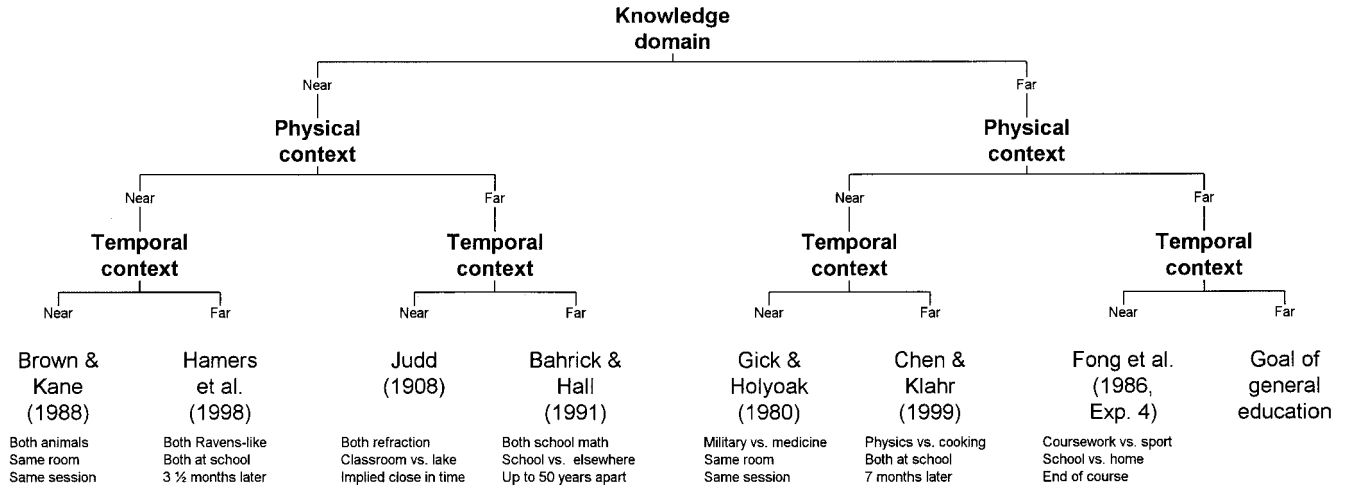 Knowledge
domain
Near
Far
Physical
context
Physical
context
Near
Far
Near
Far
Temporal
context
Temporal
context
Temporal
context
Temporal
context
Near
Far
Near
Far
Near
Far
Near
Far
Brown &
Kane
(1988)
Both animals
Same room
Same session
Hamers
et al.
(1998)
Both Ravens-like
Both at school
3 ½ months later
Judd
(1908)
Both refraction
Classroom vs. lake
Implied close in time
Bahrick &
Hall
(1991)
Both school math
School vs. elsewhere
Up to 50 years apart
Gick &
Holyoak
(1980)
Military vs. medicine
Same room
Same session
Chen &
Klahr
(1999)
Physics vs. cooking
Both at school
7 months later
Fong et al.
(1986,
Exp. 4)
Coursework vs. sport
School vs. home
End of course
Goal of
general
education